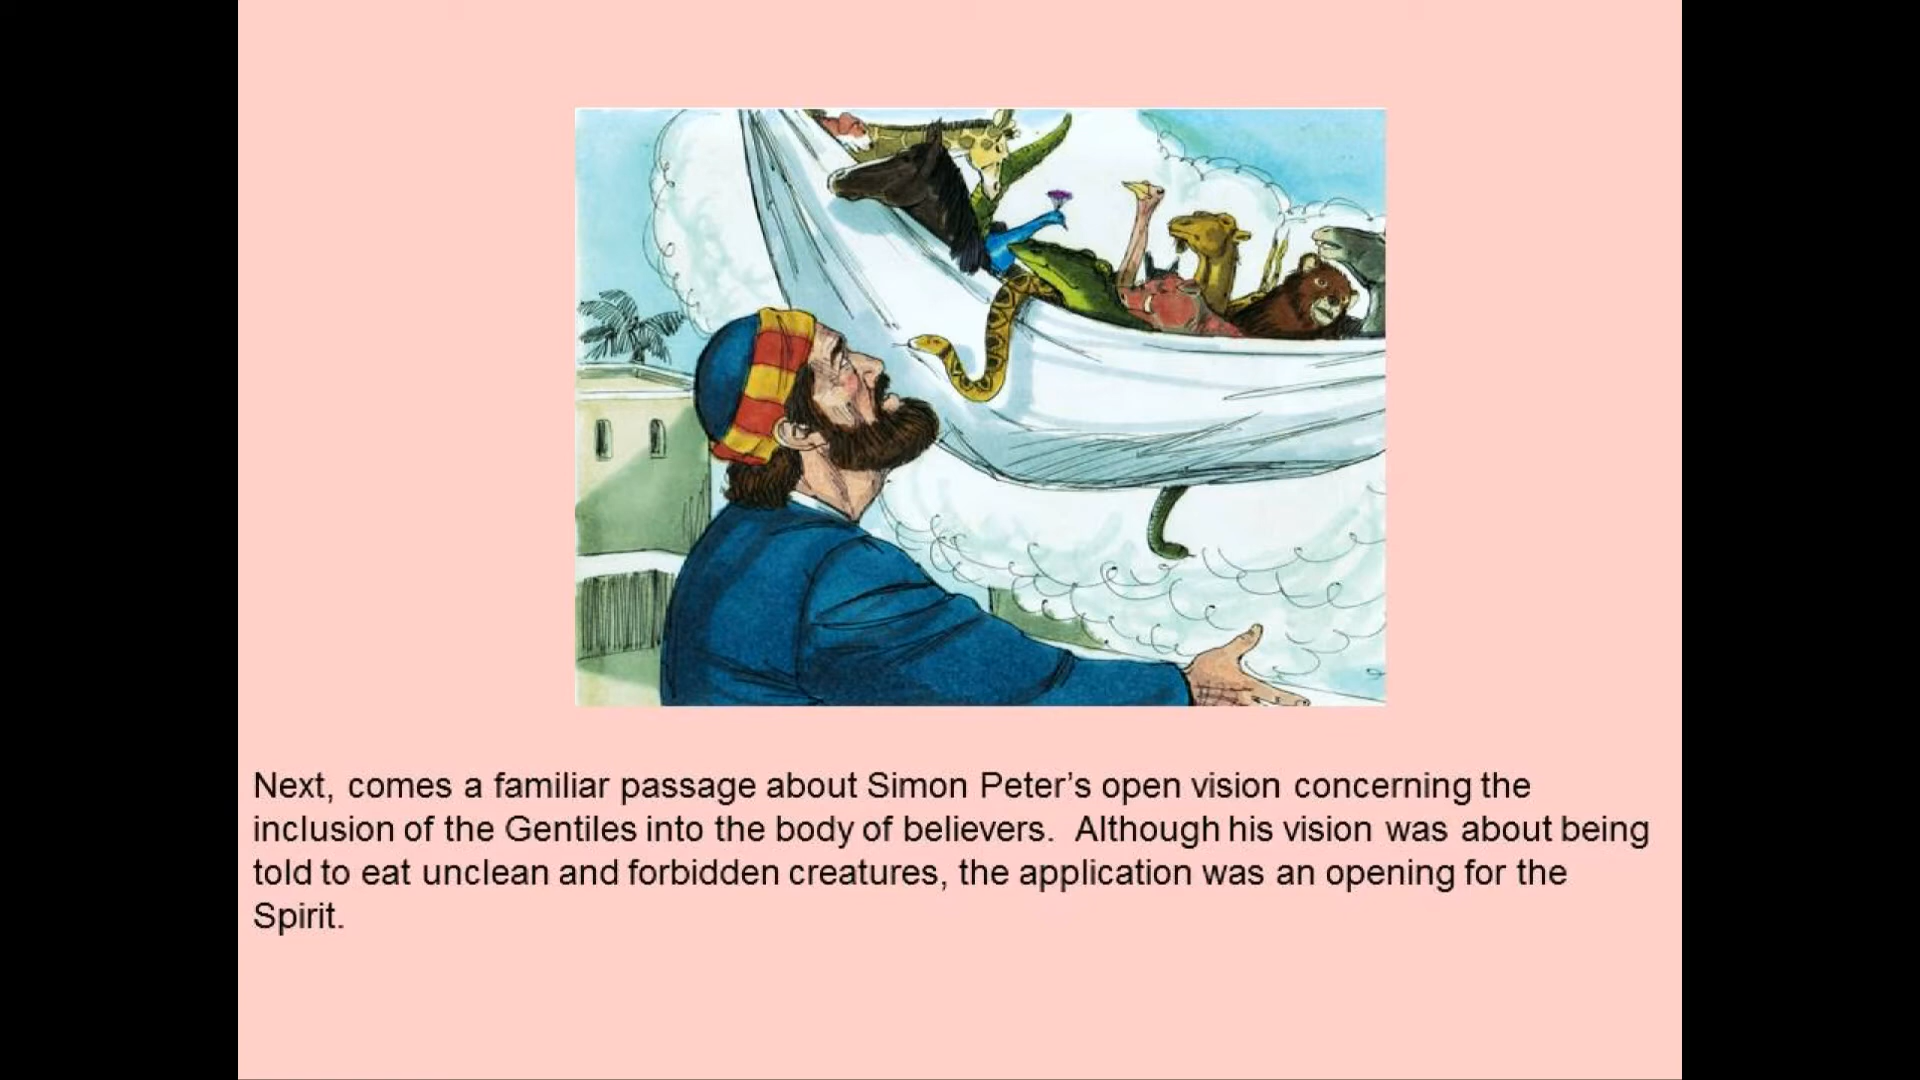 Next, comes a familiar passage about Simon Peter’s open vision concerning the
inclusion of the Gentiles into the body of believers.  Although his vision was about being
told to eat unclean and forbidden creatures, the application was an opening for the
Spirit.